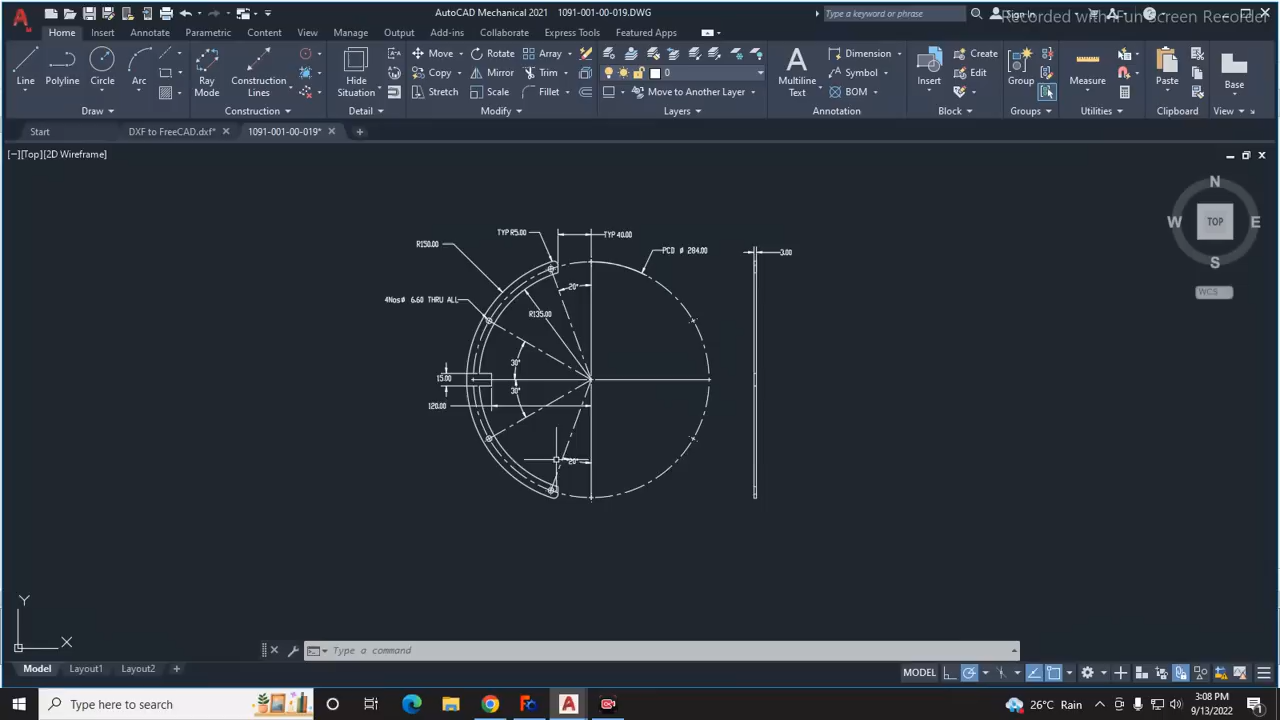 AutoCAD Mechanical 2021 1091-001-00-019.DWG
Type a keyword or phrase
Sign In
Recorded with Fun Screen Recorder
Home Insert Annotate Parametric Content View Manage Output Add-ins Collaborate Express Tools Featured Apps
Line Polyline Circle Arc
Draw
Ray Mode
Construction Lines
Construction
Hide Situation
Detail
Move Rotate Array
Copy Mirror Trim
Stretch Scale Fillet
Modify
0
Move to Another Layer
Layers
Multiline Text
Dimension
Symbol
BOM
Annotation
Insert
Create
Edit
Block
Group
Groups
Measure
Utilities
Paste
Clipboard
Base
View
Start DXF to FreeCAD.dxf* 1091-001-00-019*
[−][Top][2D Wireframe]
N
W TOP E
S
WCS
TYP R5.00
TYP 40.00
R150.00
PCD Ø 284.00
3.00
20°
4NosØ 6.60 THRU ALL
R135.00
30°
15.00
30°
120.00
20°
Y
X
Type a command
Model Layout1 Layout2
MODEL
Type here to search
26°C Rain
3:08 PM
9/13/2022